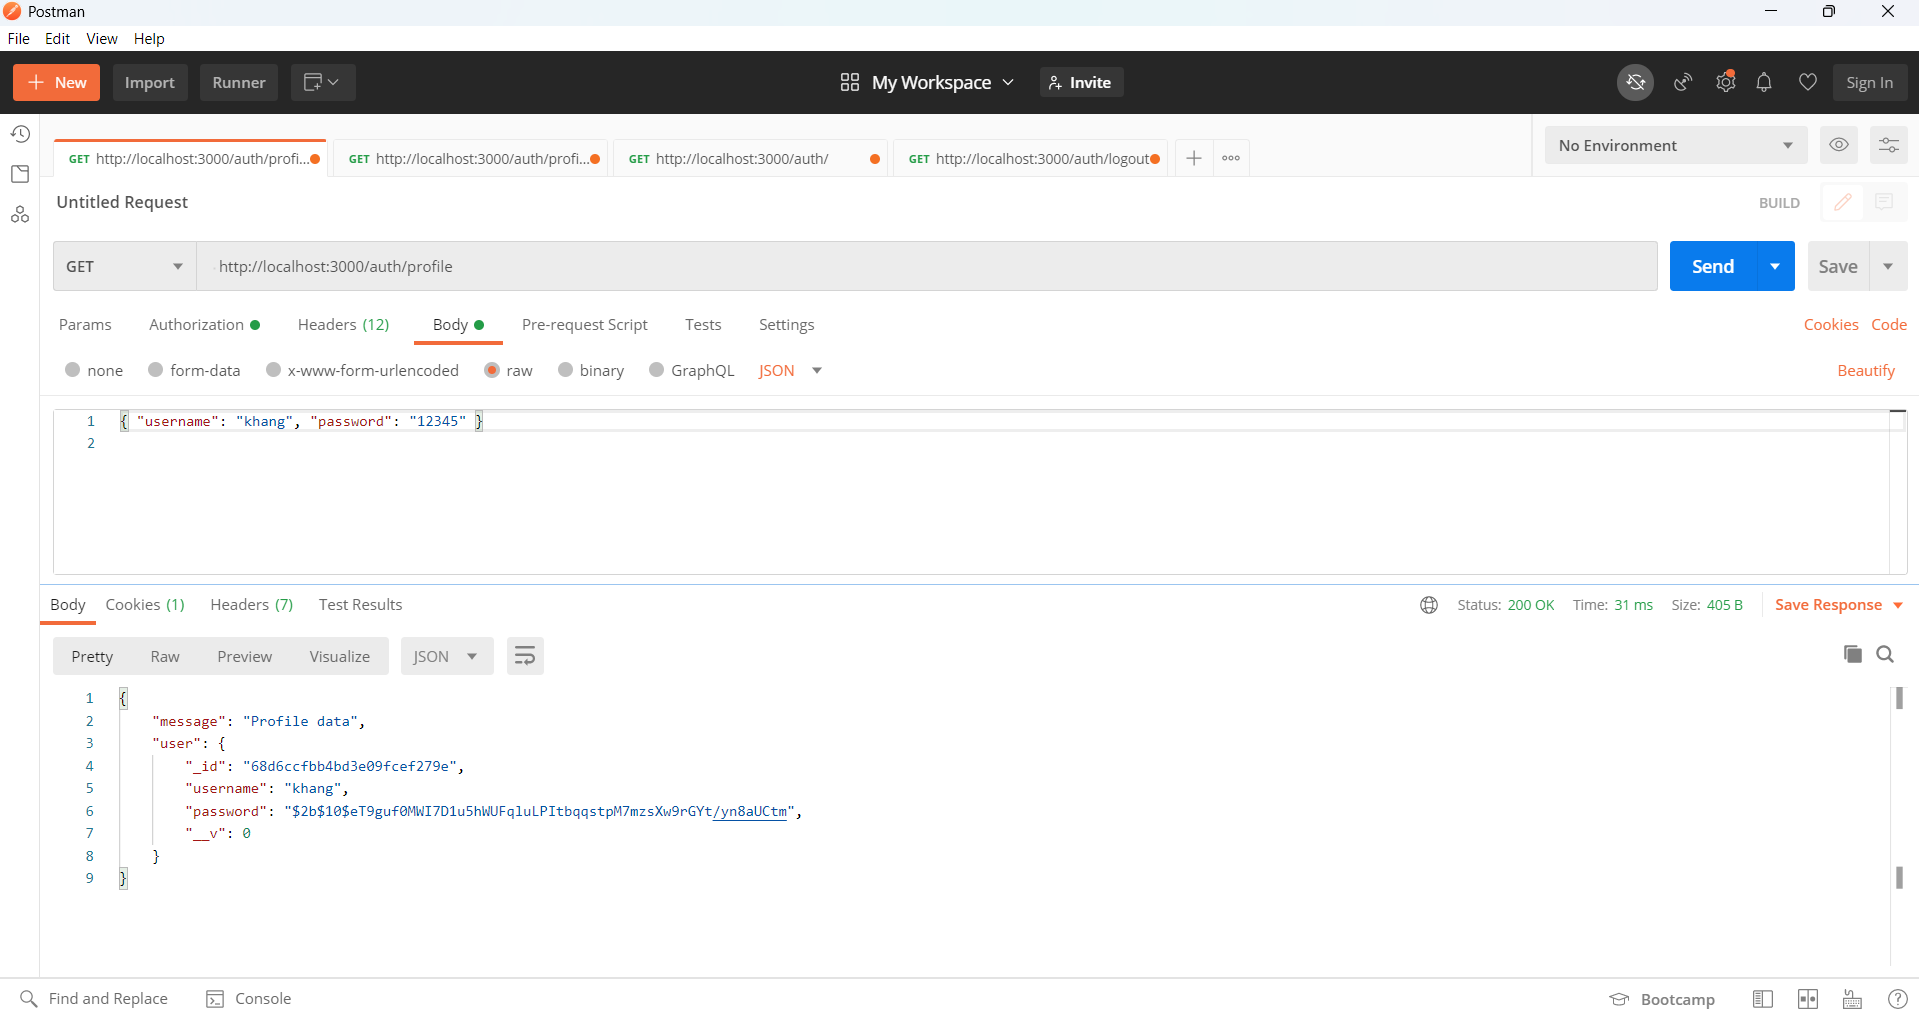 Postman
File Edit View Help
New Import Runner My Workspace Invite Sign In
GET http://localhost:3000/auth/profi... GET http://localhost:3000/auth/profi... GET http://localhost:3000/auth/ GET http://localhost:3000/auth/logout No Environment
Untitled Request BUILD
GET http://localhost:3000/auth/profile Send Save
Params Authorization Headers (12) Body Pre-request Script Tests Settings Cookies Code
none form-data x-www-form-urlencoded raw binary GraphQL JSON Beautify
1 { "username": "khang", "password": "12345" }
2
Body Cookies (1) Headers (7) Test Results Status: 200 OK Time: 31 ms Size: 405 B Save Response
Pretty Raw Preview Visualize JSON
1 {
2 "message": "Profile data",
3 "user": {
4 "_id": "68d6ccfbb4bd3e09fcef279e",
5 "username": "khang",
6 "password": "$2b$10$eT9guf0MWI7D1u5hWUFqluLPItbqqstpM7mzsXw9rGYt/yn8aUCtm",
7 "__v": 0
8 }
9 }
Find and Replace Console Bootcamp